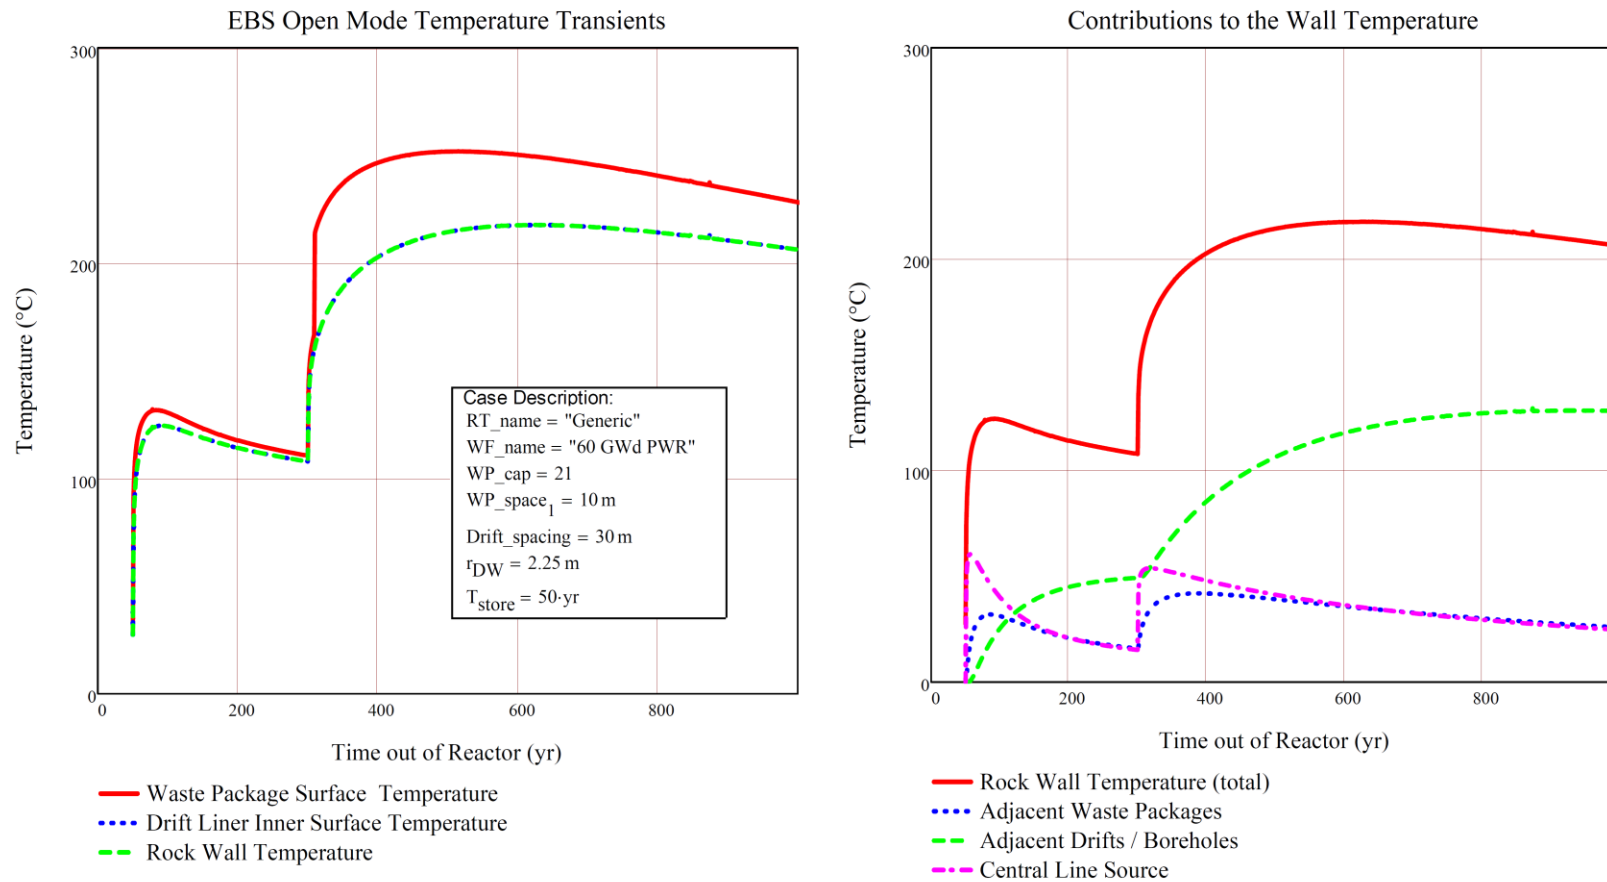 EBS Open Mode Temperature Transients
300
200
100
0
0
200
400
600
800
Temperature (°C)
Time out of Reactor (yr)
Case Description:
RT_name = "Generic"
WF_name = "60 GWd PWR"
WP_cap = 21
WP_space1 = 10 m
Drift_spacing = 30 m
rDW = 2.25 m
Tstore = 50·yr
Waste Package Surface Temperature
Drift Liner Inner Surface Temperature
Rock Wall Temperature
Contributions to the Wall Temperature
300
200
100
0
0
200
400
600
800
Temperature (°C)
Time out of Reactor (yr)
Rock Wall Temperature (total)
Adjacent Waste Packages
Adjacent Drifts / Boreholes
Central Line Source